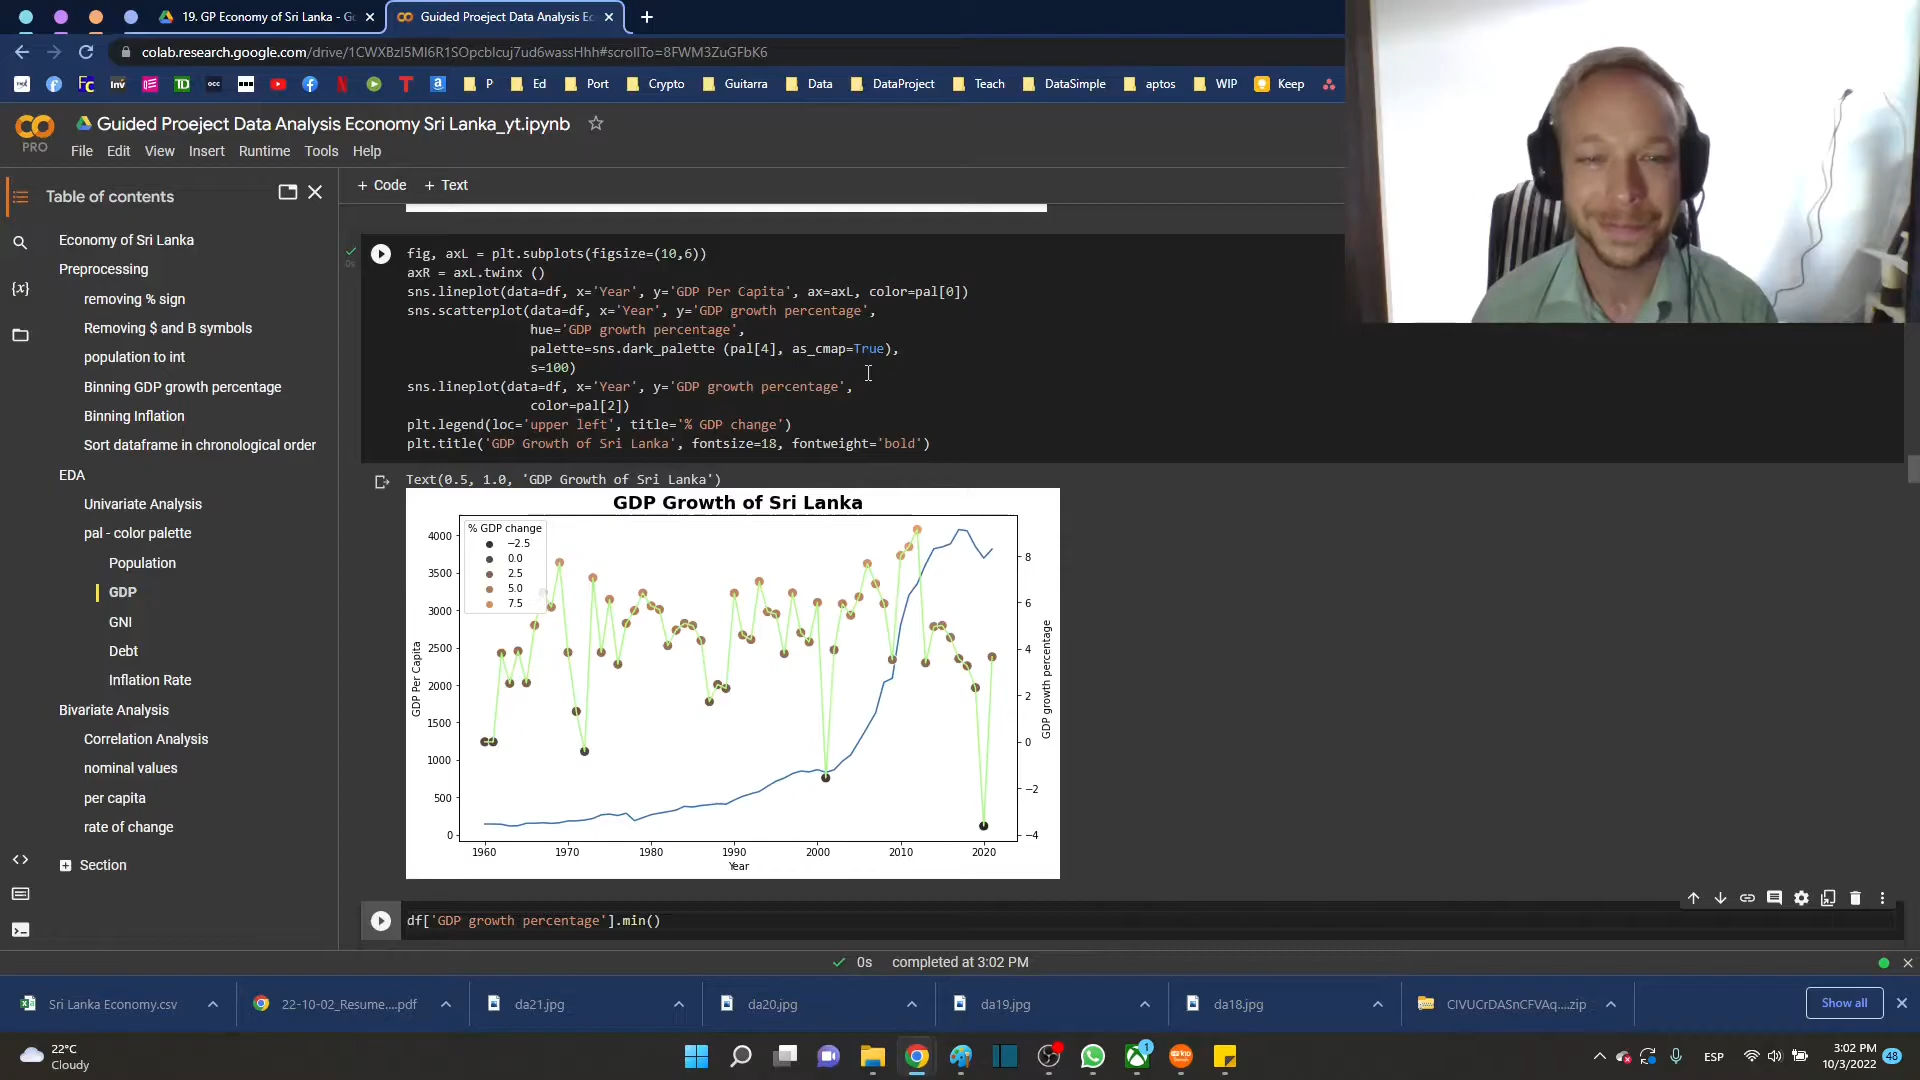 19. GP Economy of Sri Lanka - G
Guided Proeject Data Analysis Ec
colab.research.google.com/drive/1CWXBzI5MI6R1SOpcbIcuj7ud6wassHhh#scrollTo=8FWM3ZuGFbK6
P Ed Port Crypto Guitarra Data DataProject Teach DataSimple aptos WIP Keep
PRO
Guided Proeject Data Analysis Economy Sri Lanka_yt.ipynb
File Edit View Insert Runtime Tools Help
Table of contents
+ Code + Text
Economy of Sri Lanka
Preprocessing
removing % sign
Removing $ and B symbols
population to int
Binning GDP growth percentage
Binning Inflation
Sort dataframe in chronological order
EDA
Univariate Analysis
pal - color palette
Population
GDP
GNI
Debt
Inflation Rate
Bivariate Analysis
Correlation Analysis
nominal values
per capita
rate of change
Section
0s
fig, axL = plt.subplots(figsize=(10,6))
axR = axL.twinx ()
sns.lineplot(data=df, x='Year', y='GDP Per Capita', ax=axL, color=pal[0])
sns.scatterplot(data=df, x='Year', y='GDP growth percentage',
hue='GDP growth percentage',
palette=sns.dark_palette (pal[4], as_cmap=True),
s=100)
sns.lineplot(data=df, x='Year', y='GDP growth percentage',
color=pal[2])
plt.legend(loc='upper left', title='% GDP change')
plt.title('GDP Growth of Sri Lanka', fontsize=18, fontweight='bold')
Text(0.5, 1.0, 'GDP Growth of Sri Lanka')
GDP Growth of Sri Lanka
% GDP change
−2.5
0.0
2.5
5.0
7.5
4000
3500
3000
2500
2000
1500
1000
500
0
GDP Per Capita
8
6
4
2
0
−2
−4
GDP growth percentage
1960 1970 1980 1990 2000 2010 2020
Year
df['GDP growth percentage'].min()
0s completed at 3:02 PM
Sri Lanka Economy.csv
22-10-02_Resume....pdf
da21.jpg
da20.jpg
da19.jpg
da18.jpg
CIVUCrDASnCFVAq....zip
Show all
22°C
Cloudy
1
ESP
3:02 PM
10/3/2022
48